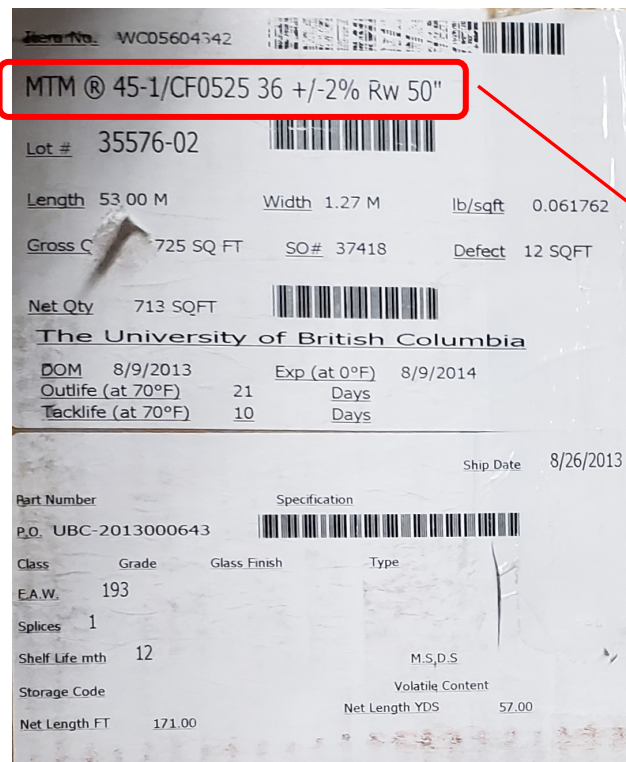 Item No. WC05604342
MTM ® 45-1/CF0525 36 +/-2% Rw 50"
Lot # 35576-02
Length 53.00 M Width 1.27 M lb/sqft 0.061762
Gross 725 SQ FT SO# 37418 Defect 12 SQFT
Net Qty 713 SQFT
The University of British Columbia
DOM 8/9/2013 Exp (at 0°F) 8/9/2014
Outlife (at 70°F) 21 Days
Tacklife (at 70°F) 10 Days
Ship Date 8/26/2013
Part Number Specification
P.O. UBC-2013000643
Class Grade Glass Finish Type
F.A.W. 193
Splices 1
Shelf Life mth 12 M.S.D.S
Storage Code Volatile Content
Net Length YDS 57.00
Net Length FT 171.00